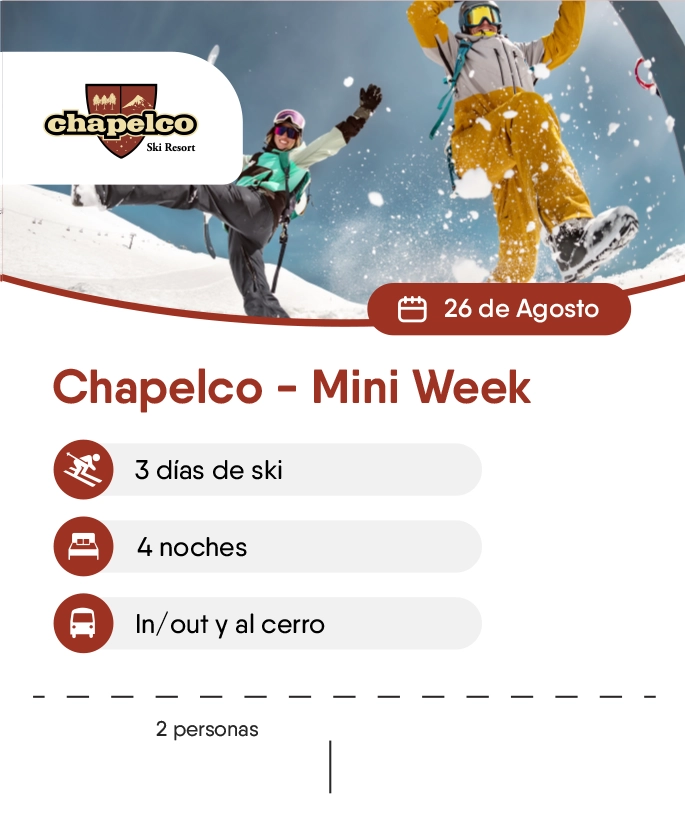 chapelco
Ski Resort
26 de Agosto
Chapelco - Mini Week
3 días de ski
4 noches
In/out y al cerro
2 personas